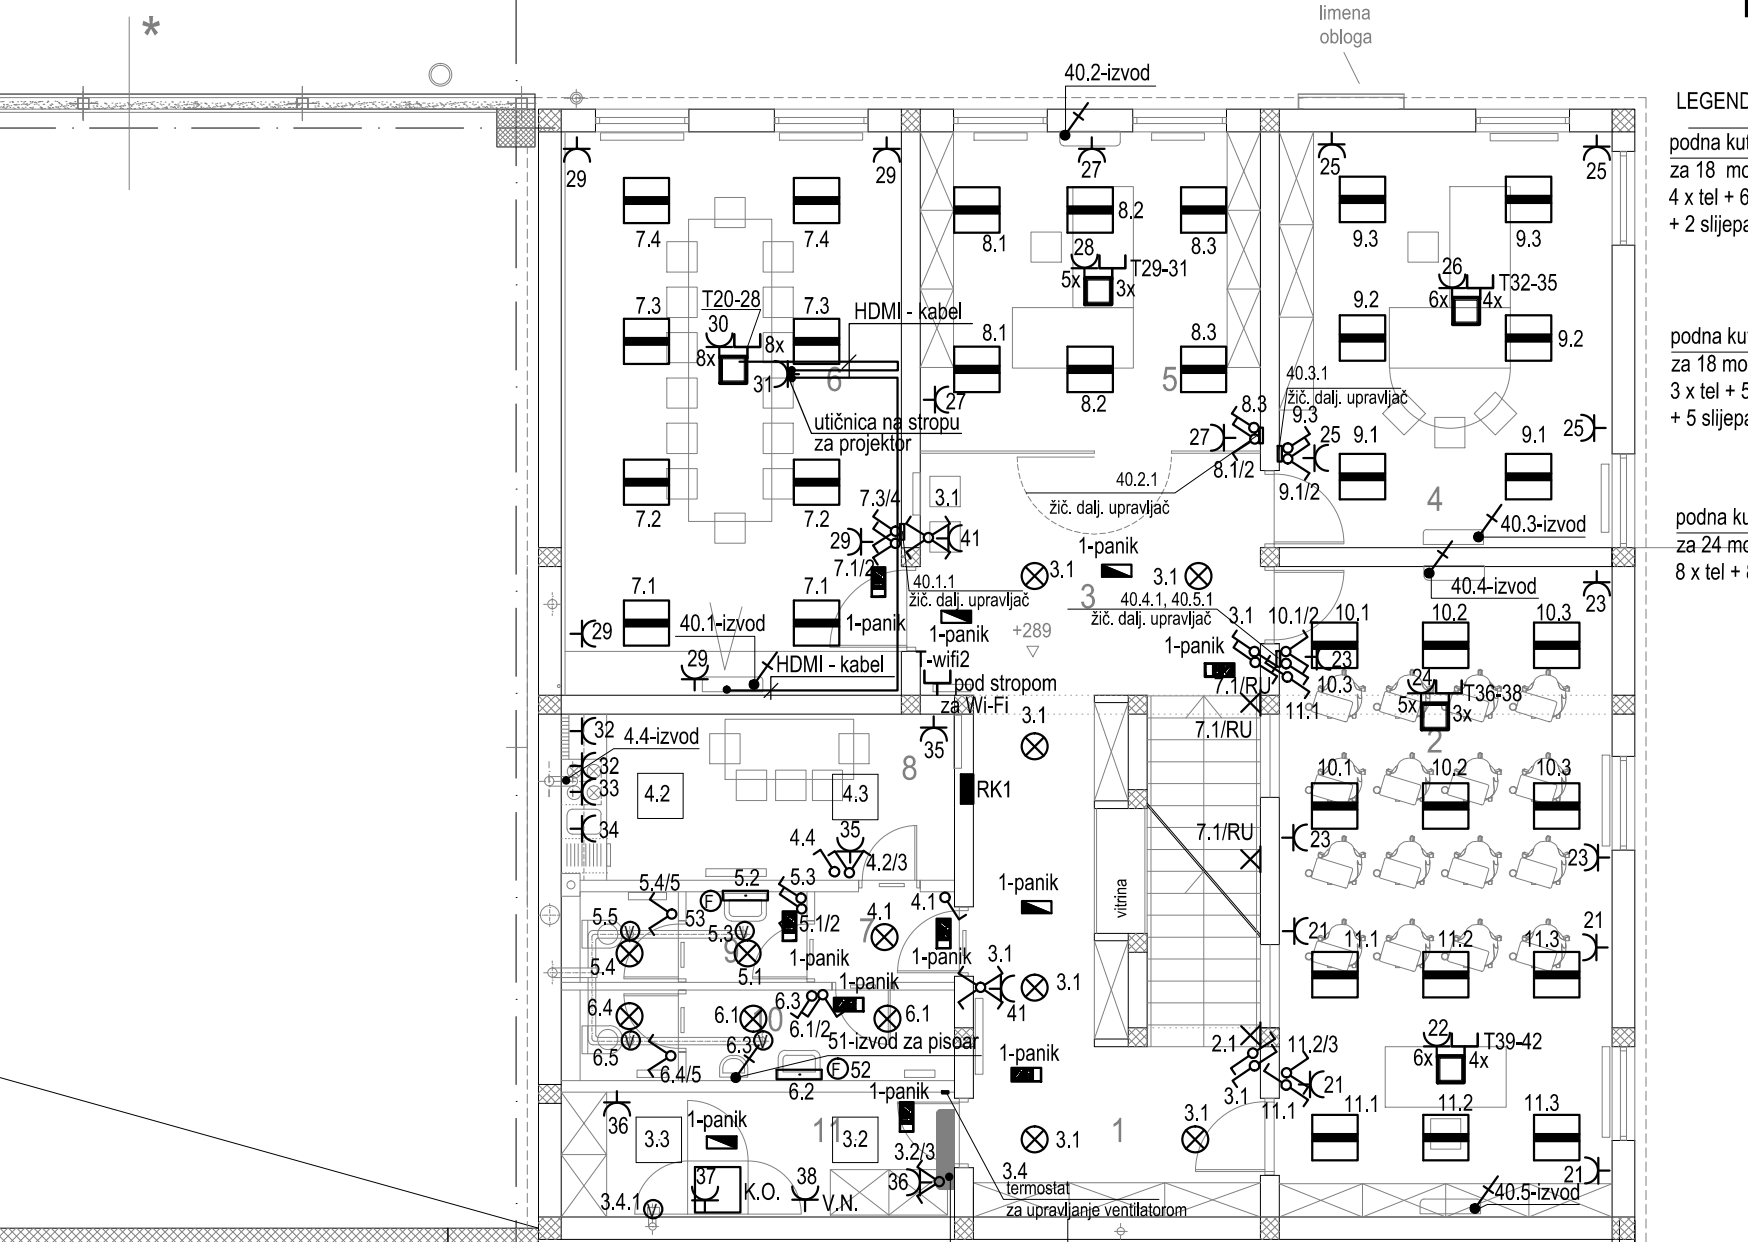 *
limena
obloga
40.2-izvod
LEGEND
podna kut
za 18 mo
4 x tel + 6
+ 2 slijepa
29
29
27
25
25
7.4
7.4
8.1
8.2
8.3
9.3
9.3
28
5x
3x
T29-31
26
6x
4x
T32-35
T20-28
30
8x
8x
31
7.3
7.3
HDMI - kabel
6
8.1
8.2
8.3
5
9.2
9.2
podna kut
za 18 mo
3 x tel + 5
+ 5 slijepa
utičnica na stropu
za projektor
27
40.3.1
žič. dalj. upravljač
8.3
9.3
27
25
8.1/2
9.1/2
9.1
9.1
25
40.2.1
žič. dalj. upravljač
4
7.2
7.2
7.3/4
3.1
29
41
7.1/2
40.3-izvod
podna ku
za 24 mo
8 x tel + 8
1-panik
3.1
3.1
3
40.1.1
žič. dalj. upravljač
40.4.1, 40.5.1
žič. dalj. upravljač
40.4-izvod
23
7.1
7.1
1-panik
1-panik
+289
3.1
10.1/2
10.1
10.2
10.3
29
40.1-izvod
29
HDMI - kabel
T-wifi2
pod stropom
za Wi-Fi
1-panik
23
7.1/RU
10.3
11.1
24
5x
3x
T36-38
2
3.1
7.1/RU
32
4.4-izvod
35
8
32
33
4.2
4.3
RK1
10.1
10.2
10.3
34
35
4.4
4.2/3
7.1/RU
23
23
vitrina
5.4/5
5.2
F
53
5.3
5.1/2
4.1
4.1
1-panik
5.5
5.3
9
7
5.4
5.1
1-panik
1-panik
21
11.1
11.2
11.3
21
1-panik
3.1
3.1
41
6.4
6.1
10
6.3
6.1/2
6.1
6.5
6.3
51-izvod za pisoar
6.4/5
6.2
F
52
1-panik
2.1
11.2/3
22
6x
4x
T39-42
3.1
11.1
21
1-panik
36
1-panik
3.3
3.2
11
3.1
1
3.1
11.1
11.2
11.3
3.2/3
36
37
K.O.
38
V.N.
3.4.1
3.4
termostat
za upravljanje ventilatorom
21
40.5-izvod